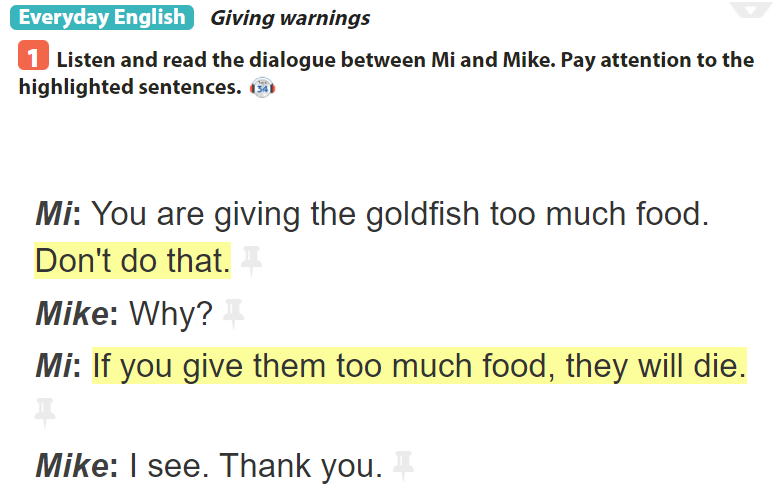 Everyday English Giving warnings
1 Listen and read the dialogue between Mi and Mike. Pay attention to the
highlighted sentences. 34
Mi: You are giving the goldfish too much food.
Don't do that.
Mike: Why?
Mi: If you give them too much food, they will die.
Mike: I see. Thank you.